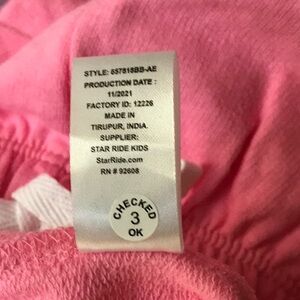 STYLE: 857818BB-AE
PRODUCTION DATE :
11/2021
FACTORY ID: 12226
MADE IN
TIRUPUR, INDIA.
SUPPLIER:
STAR RIDE KIDS
StarRide.com
RN # 92608
CHECKED
3
OK